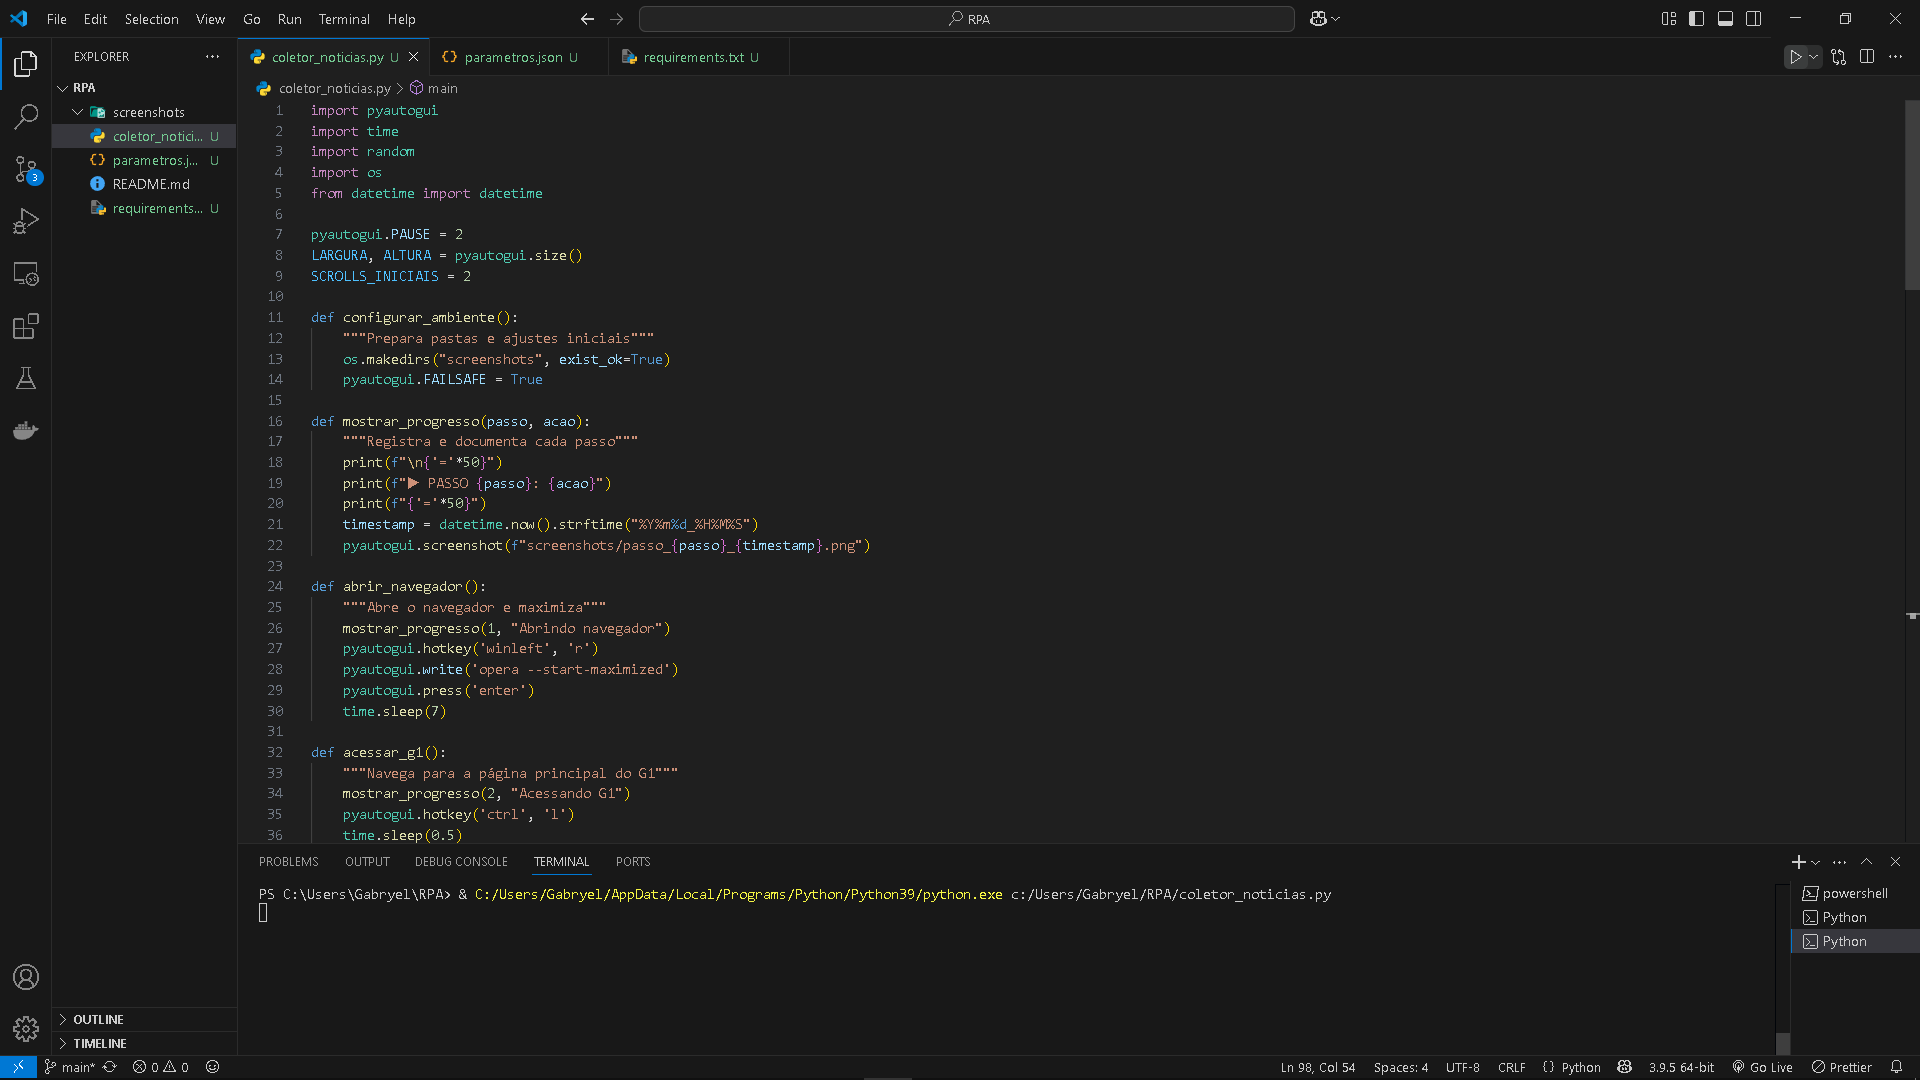 File Edit Selection View Go Run Terminal Help
RPA
EXPLORER
RPA
screenshots
coletor_notici... U
parametros.j... U
README.md
requirements... U
OUTLINE
TIMELINE
3
coletor_noticias.py U
parametros.json U
requirements.txt U
coletor_noticias.py > main
1 import pyautogui
2 import time
3 import random
4 import os
5 from datetime import datetime
6
7 pyautogui.PAUSE = 2
8 LARGURA, ALTURA = pyautogui.size()
9 SCROLLS_INICIAIS = 2
10
11 def configurar_ambiente():
12 """Prepara pastas e ajustes iniciais"""
13 os.makedirs("screenshots", exist_ok=True)
14 pyautogui.FAILSAFE = True
15
16 def mostrar_progresso(passo, acao):
17 """Registra e documenta cada passo"""
18 print(f"\n{'='*50}")
19 print(f"▶ PASSO {passo}: {acao}")
20 print(f"{'='*50}")
21 timestamp = datetime.now().strftime("%Y%m%d_%H%M%S")
22 pyautogui.screenshot(f"screenshots/passo_{passo}_{timestamp}.png")
23
24 def abrir_navegador():
25 """Abre o navegador e maximiza"""
26 mostrar_progresso(1, "Abrindo navegador")
27 pyautogui.hotkey('winleft', 'r')
28 pyautogui.write('opera --start-maximized')
29 pyautogui.press('enter')
30 time.sleep(7)
31
32 def acessar_g1():
33 """Navega para a página principal do G1"""
34 mostrar_progresso(2, "Acessando G1")
35 pyautogui.hotkey('ctrl', 'l')
36 time.sleep(0.5)
PROBLEMS OUTPUT DEBUG CONSOLE TERMINAL PORTS
PS C:\Users\Gabryel\RPA> & C:/Users/Gabryel/AppData/Local/Programs/Python/Python39/python.exe c:/Users/Gabryel/RPA/coletor_noticias.py
powershell
Python
Python
main* 0 0 Ln 98, Col 54 Spaces: 4 UTF-8 CRLF {} Python 3.9.5 64-bit Go Live Prettier